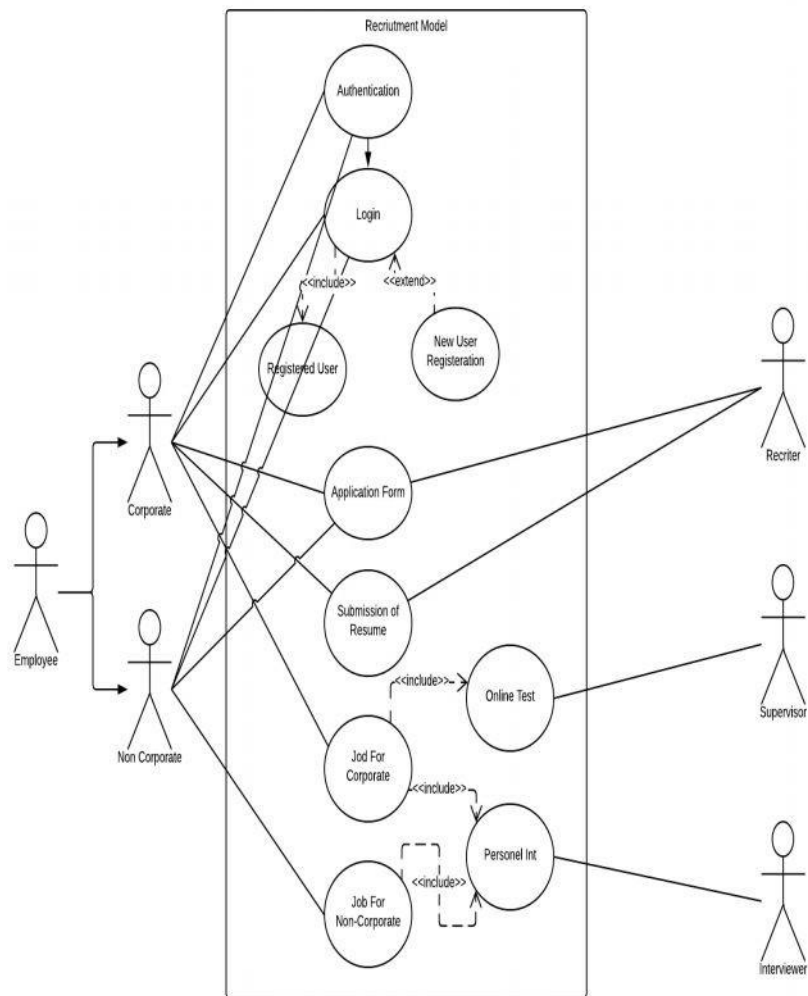 Recriutment Model
Authentication
Login
<<include>>
<<extend>>
Registered User
New User
Registeration
Corporate
Recriter
Application Form
Employee
Submission of
Resume
Non Corporate
<<include>>
Online Test
Supervisor
Jod For
Corporate
<<include>>
Personel Int
<<include>>
Job For
Non-Corporate
Interviewer